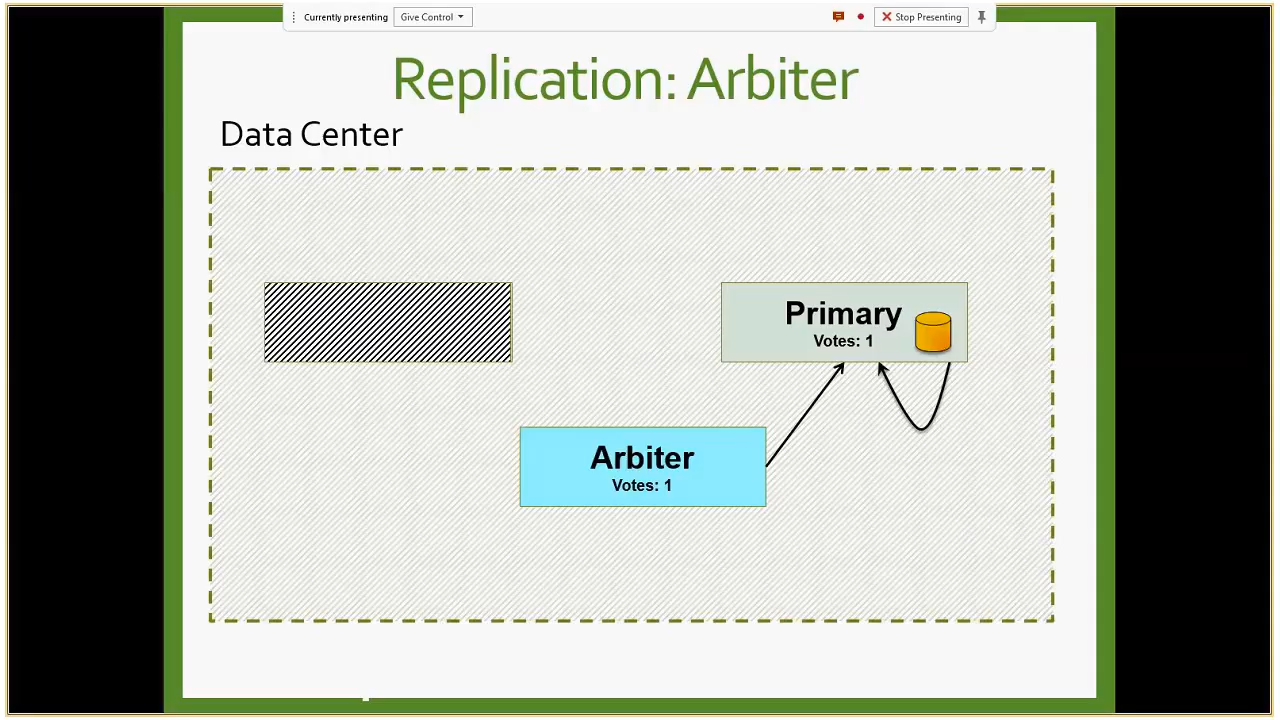 Currently presenting Give Control Stop Presenting
Replication: Arbiter
Data Center
Primary
Votes: 1
Arbiter
Votes: 1